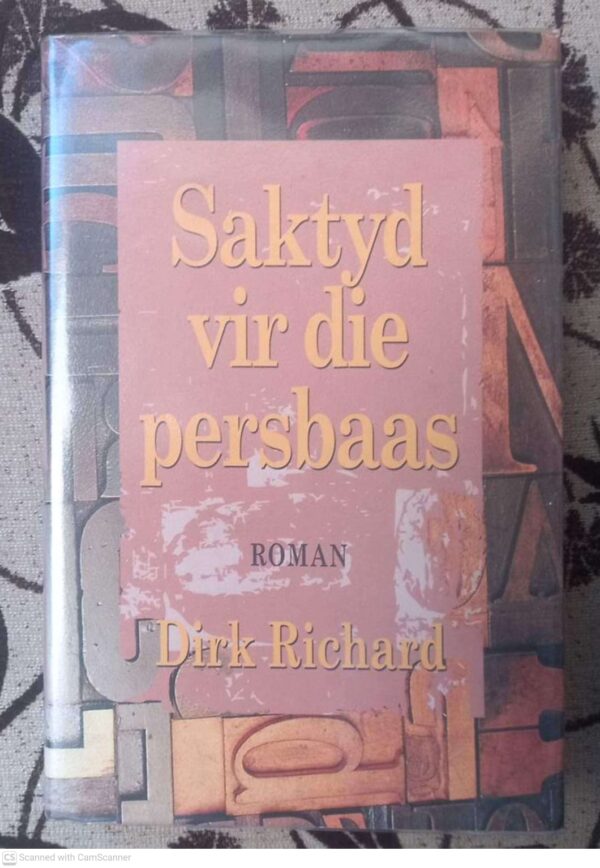 Saktyd
vir die
persbaas
ROMAN
Dirk Richard
CS Scanned with CamScanner